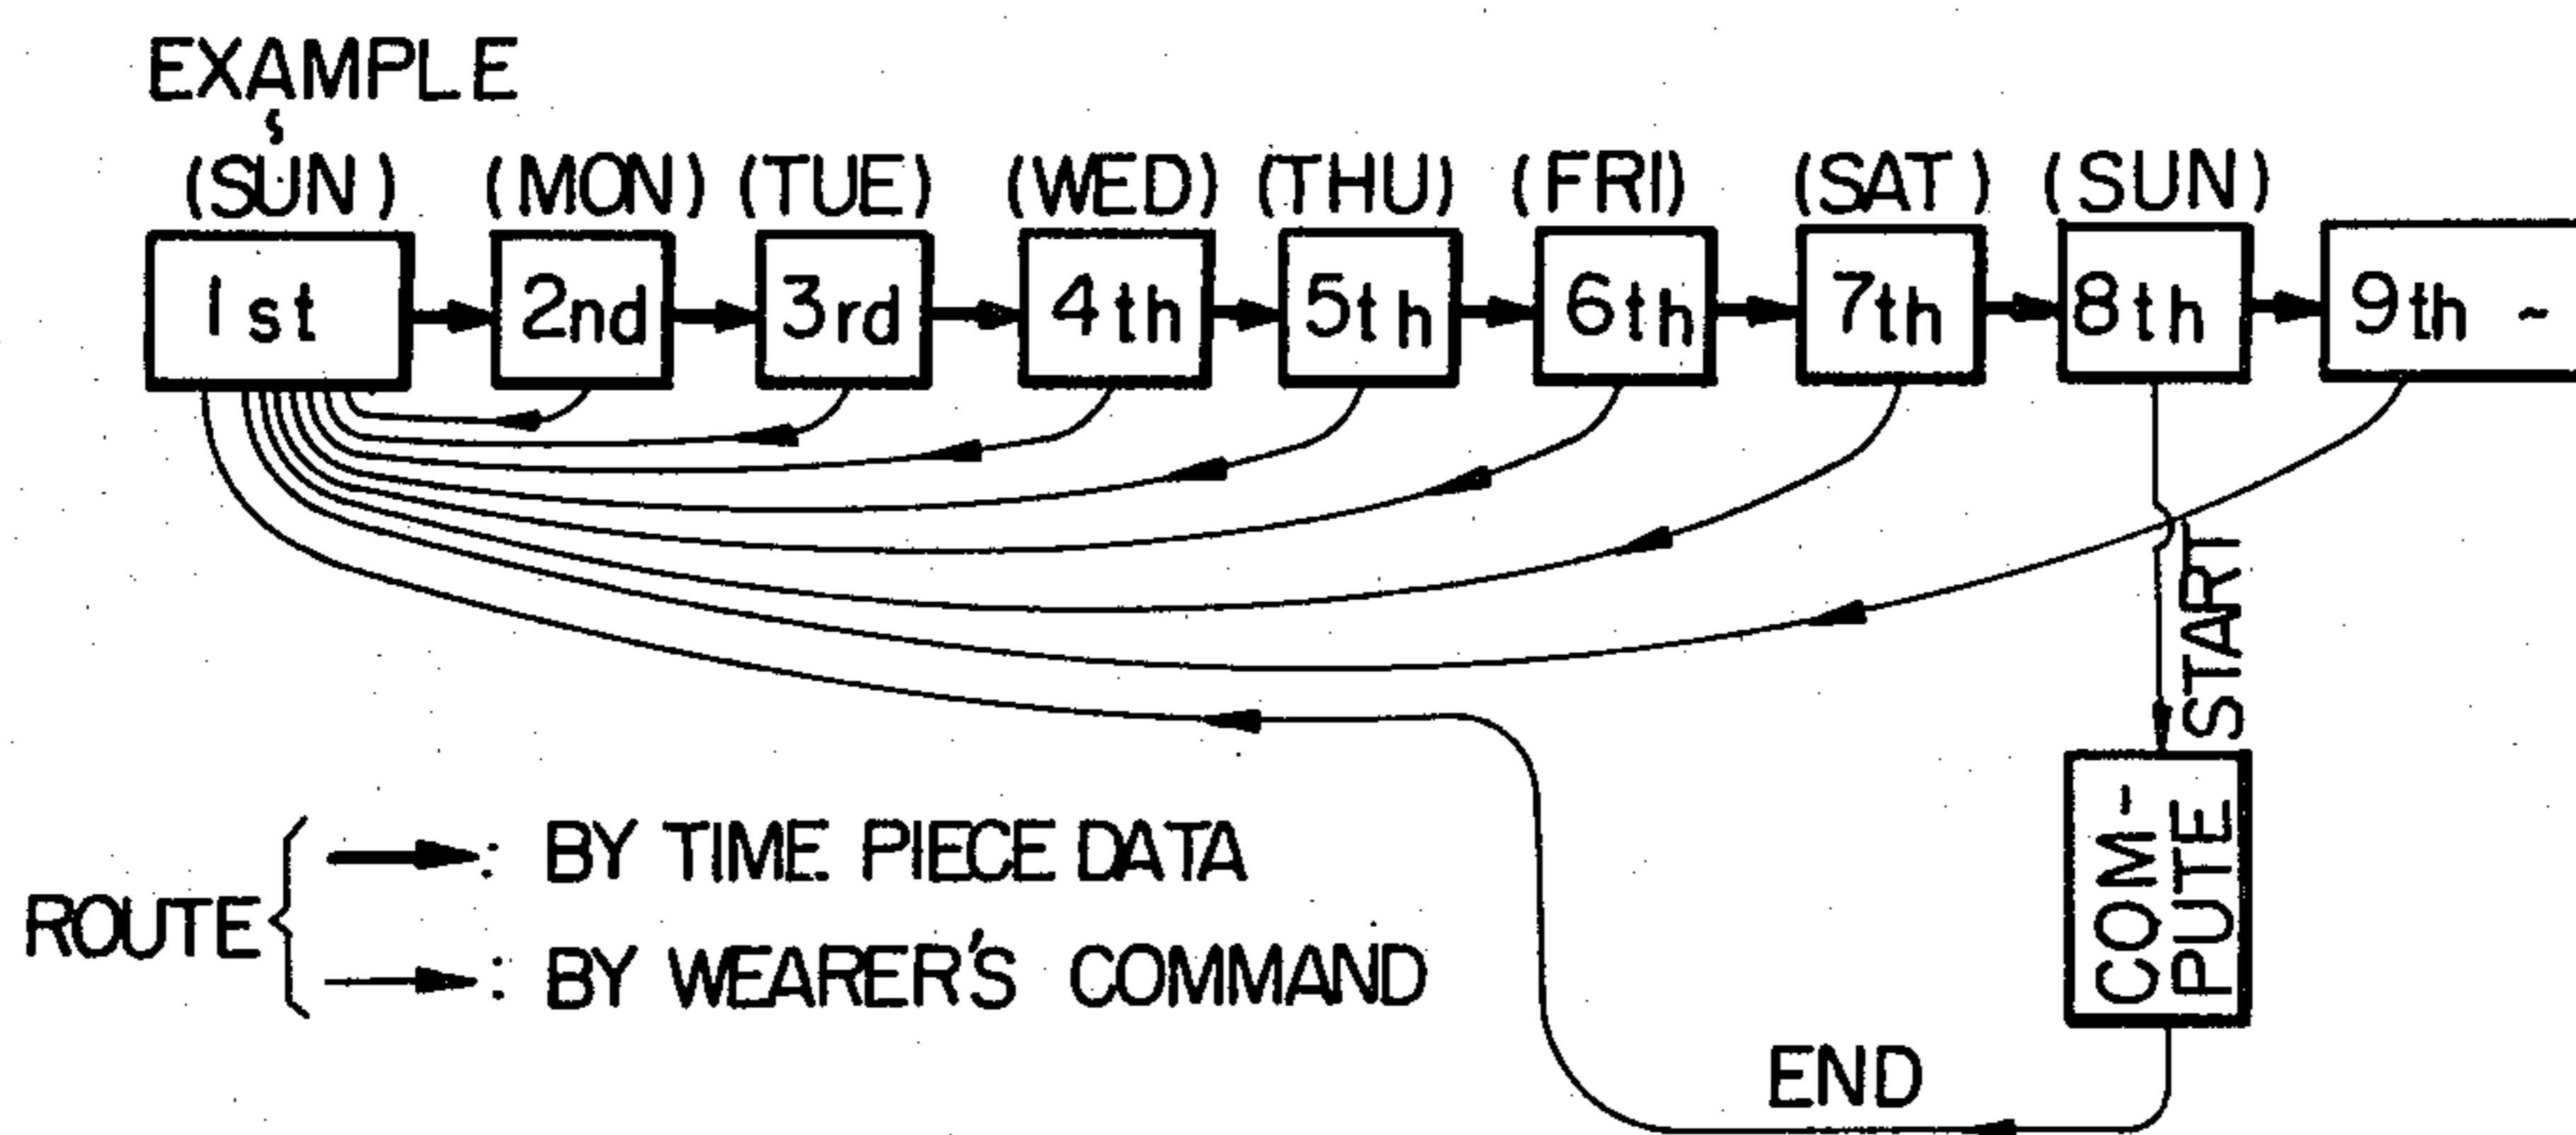 EXAMPLE
(SUN) (MON) (TUE) (WED) (THU) (FRI) (SAT) (SUN)
1st 2nd 3rd 4th 5th 6th 7th 8th 9th ~
START
COM-
PUTE
ROUTE
: BY TIME PIECE DATA
: BY WEARER'S COMMAND
END